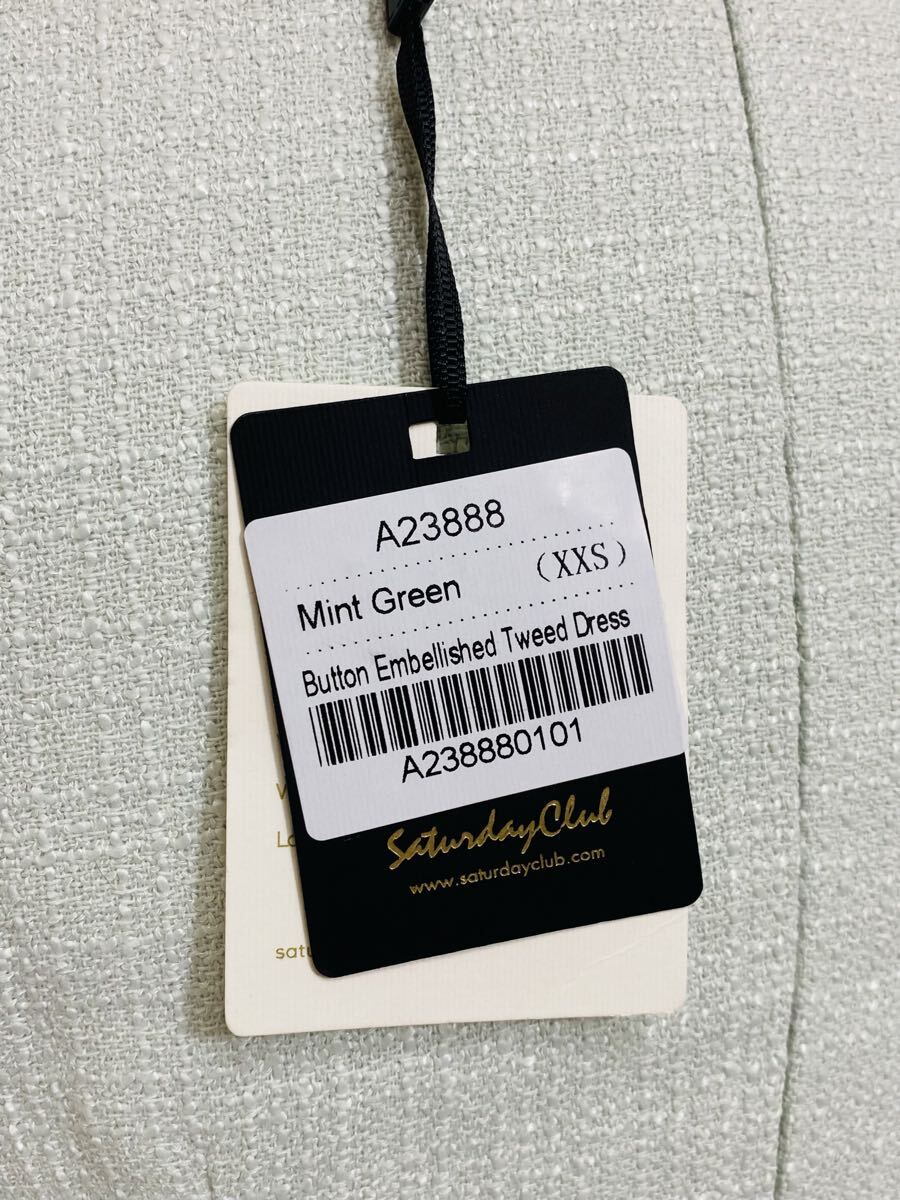 A23888
Mint Green (XXS)
Button Embellished Tweed Dress
A238880101
SaturdayClub
www.saturdayclub.com